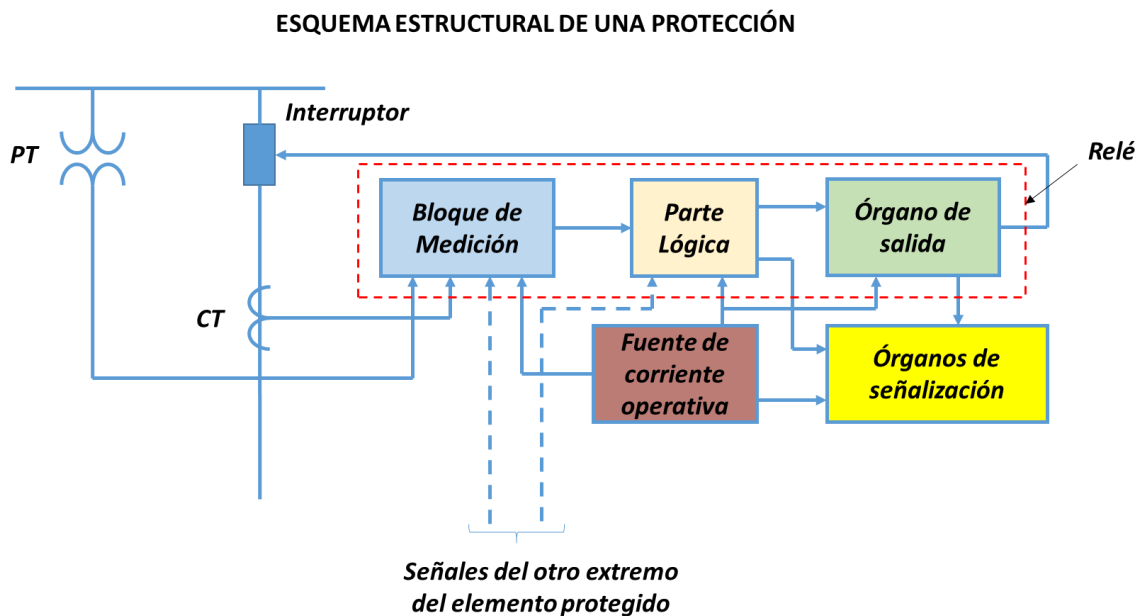 ESQUEMA ESTRUCTURAL DE UNA PROTECCIÓN
Interruptor
PT
Relé
Bloque de
Medición
Parte
Lógica
Órgano de
salida
CT
Fuente de
corriente
operativa
Órganos de
señalización
Señales del otro extremo
del elemento protegido